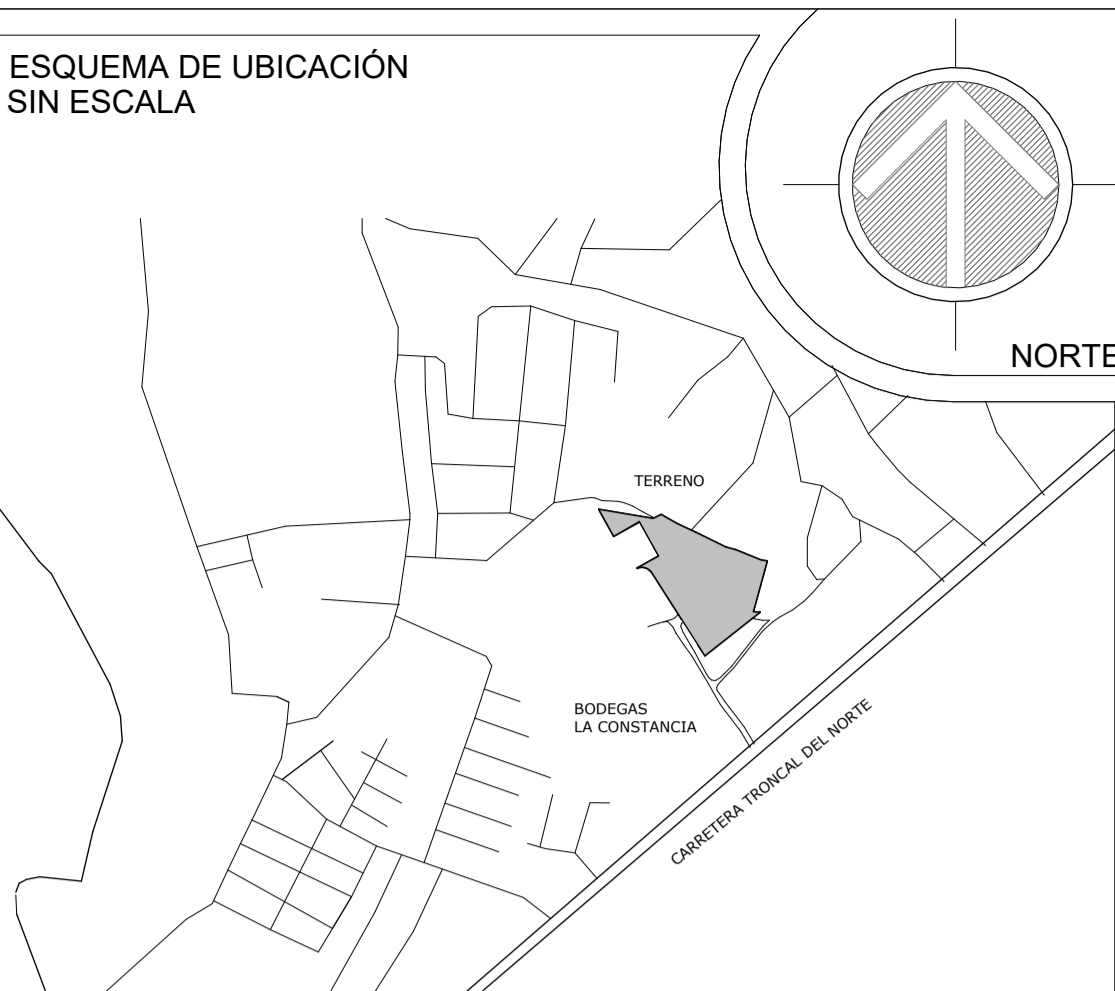 ESQUEMA DE UBICACIÓN
SIN ESCALA
NORTE
TERRENO
BODEGAS
LA CONSTANCIA
CARRETERA TRONCAL DEL NORTE